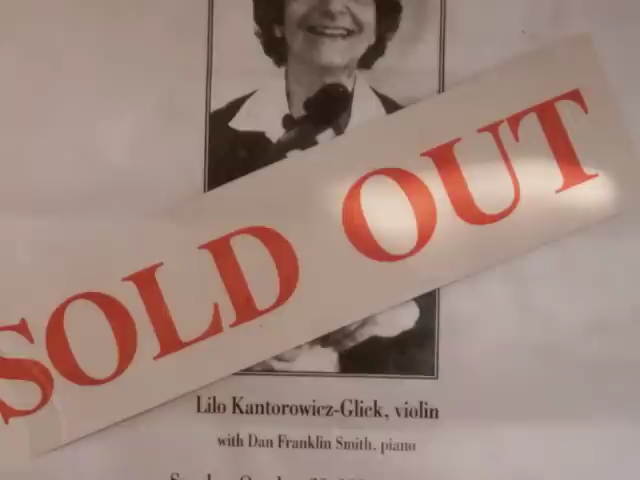 SOLD OUT
Lilo Kantorowicz-Glick, violin
with Dan Franklin Smith, piano